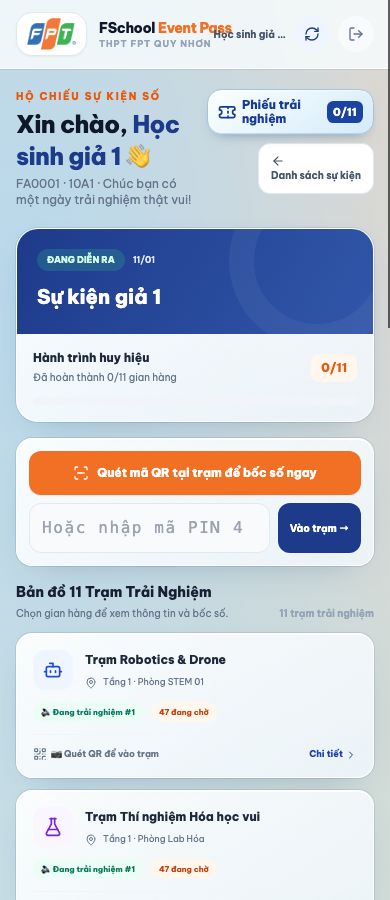 FPT
FSchool Event Pass
THPT FPT QUY NHƠN
Học sinh giả ...
HỘ CHIẾU SỰ KIỆN SỐ
Xin chào, Học sinh giả 1 👋
FA0001 · 10A1 · Chúc bạn có
một ngày trải nghiệm thật vui!
Phiếu trải nghiệm
0/11
←
Danh sách sự kiện
ĐANG DIỄN RA
11/01
Sự kiện giả 1
Hành trình huy hiệu
Đã hoàn thành 0/11 gian hàng
0/11
Quét mã QR tại trạm để bốc số ngay
Hoặc nhập mã PIN 4
Vào trạm →
Bản đồ 11 Trạm Trải Nghiệm
Chọn gian hàng để xem thông tin và bốc số.
11 trạm trải nghiệm
Trạm Robotics & Drone
Tầng 1 · Phòng STEM 01
Đang trải nghiệm #1
47 đang chờ
Quét QR để vào trạm
Chi tiết
Trạm Thí nghiệm Hóa học vui
Tầng 1 · Phòng Lab Hóa
Đang trải nghiệm #1
47 đang chờ